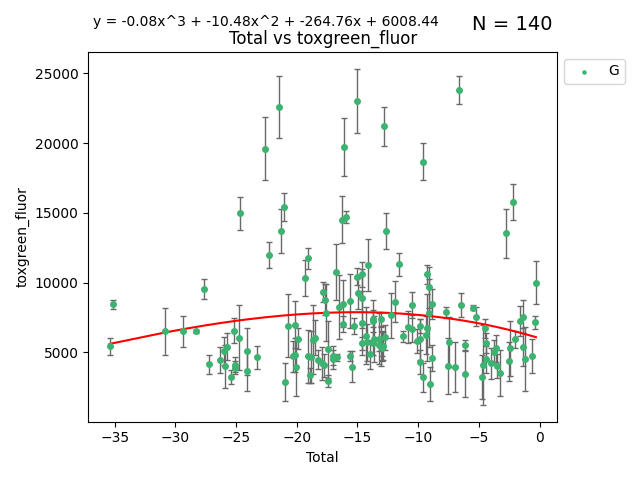 y = -0.08x^3 + -10.48x^2 + -264.76x + 6008.44
N = 140
Total vs toxgreen_fluor
G
25000
20000
15000
10000
5000
toxgreen_fluor
−35 −30 −25 −20 −15 −10 −5 0
Total